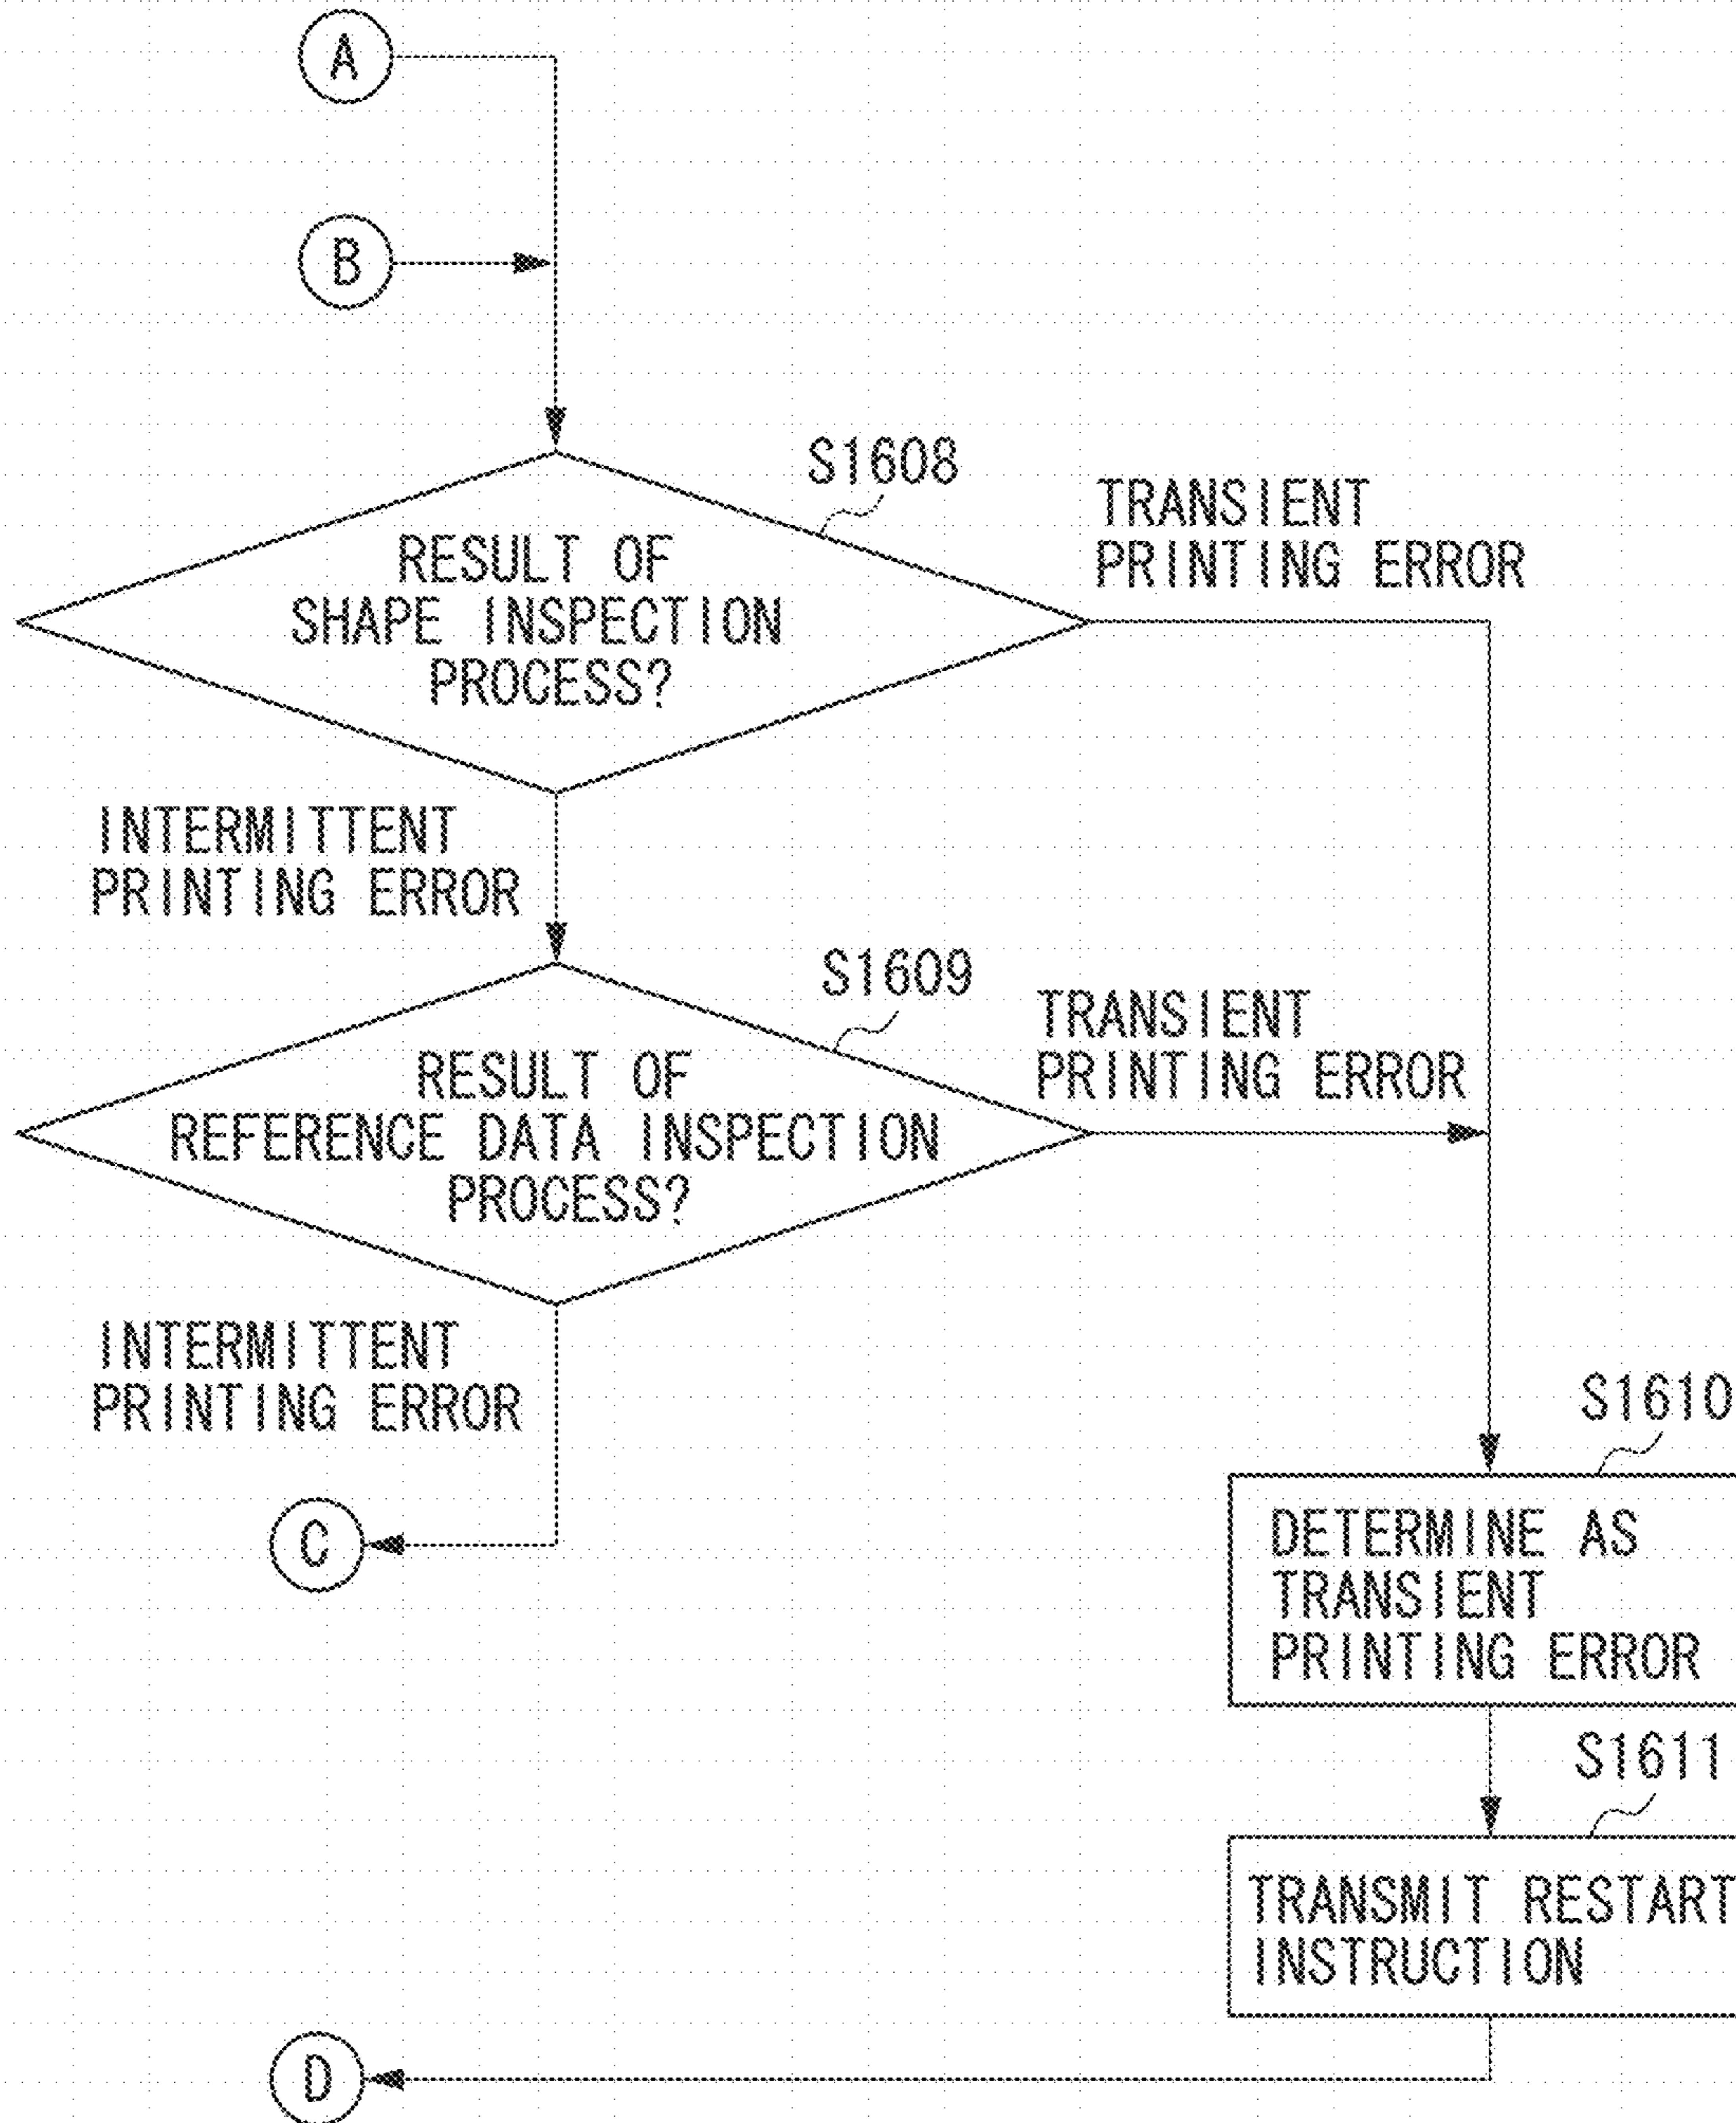 A
B
S1608
RESULT OF
SHAPE INSPECTION
PROCESS?
TRANSIENT
PRINTING ERROR
INTERMITTENT
PRINTING ERROR
S1609
RESULT OF
REFERENCE DATA INSPECTION
PROCESS?
TRANSIENT
PRINTING ERROR
INTERMITTENT
PRINTING ERROR
C
S1610
DETERMINE AS
TRANSIENT
PRINTING ERROR
S1611
TRANSMIT RESTART
INSTRUCTION
D